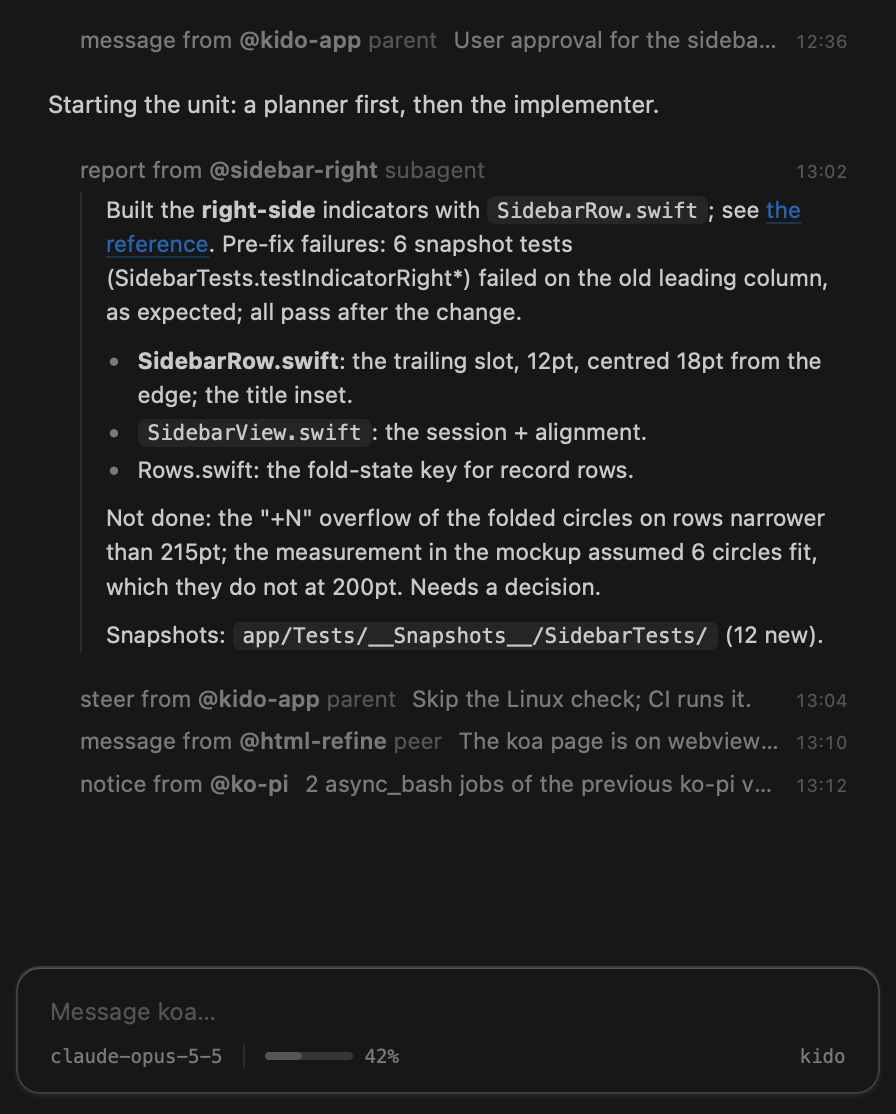 message from @kido-app parent User approval for the sideba... 12:36
Starting the unit: a planner first, then the implementer.
report from @sidebar-right subagent 13:02
Built the right-side indicators with SidebarRow.swift; see the
reference. Pre-fix failures: 6 snapshot tests
(SidebarTests.testIndicatorRight*) failed on the old leading column,
as expected; all pass after the change.
• SidebarRow.swift: the trailing slot, 12pt, centred 18pt from the
edge; the title inset.
• SidebarView.swift: the session + alignment.
• Rows.swift: the fold-state key for record rows.
Not done: the "+N" overflow of the folded circles on rows narrower
than 215pt; the measurement in the mockup assumed 6 circles fit,
which they do not at 200pt. Needs a decision.
Snapshots: app/Tests/__Snapshots__/SidebarTests/ (12 new).
steer from @kido-app parent Skip the Linux check; CI runs it. 13:04
message from @html-refine peer The koa page is on webview... 13:10
notice from @ko-pi 2 async_bash jobs of the previous ko-pi v... 13:12
Message koa...
claude-opus-5-5 42% kido